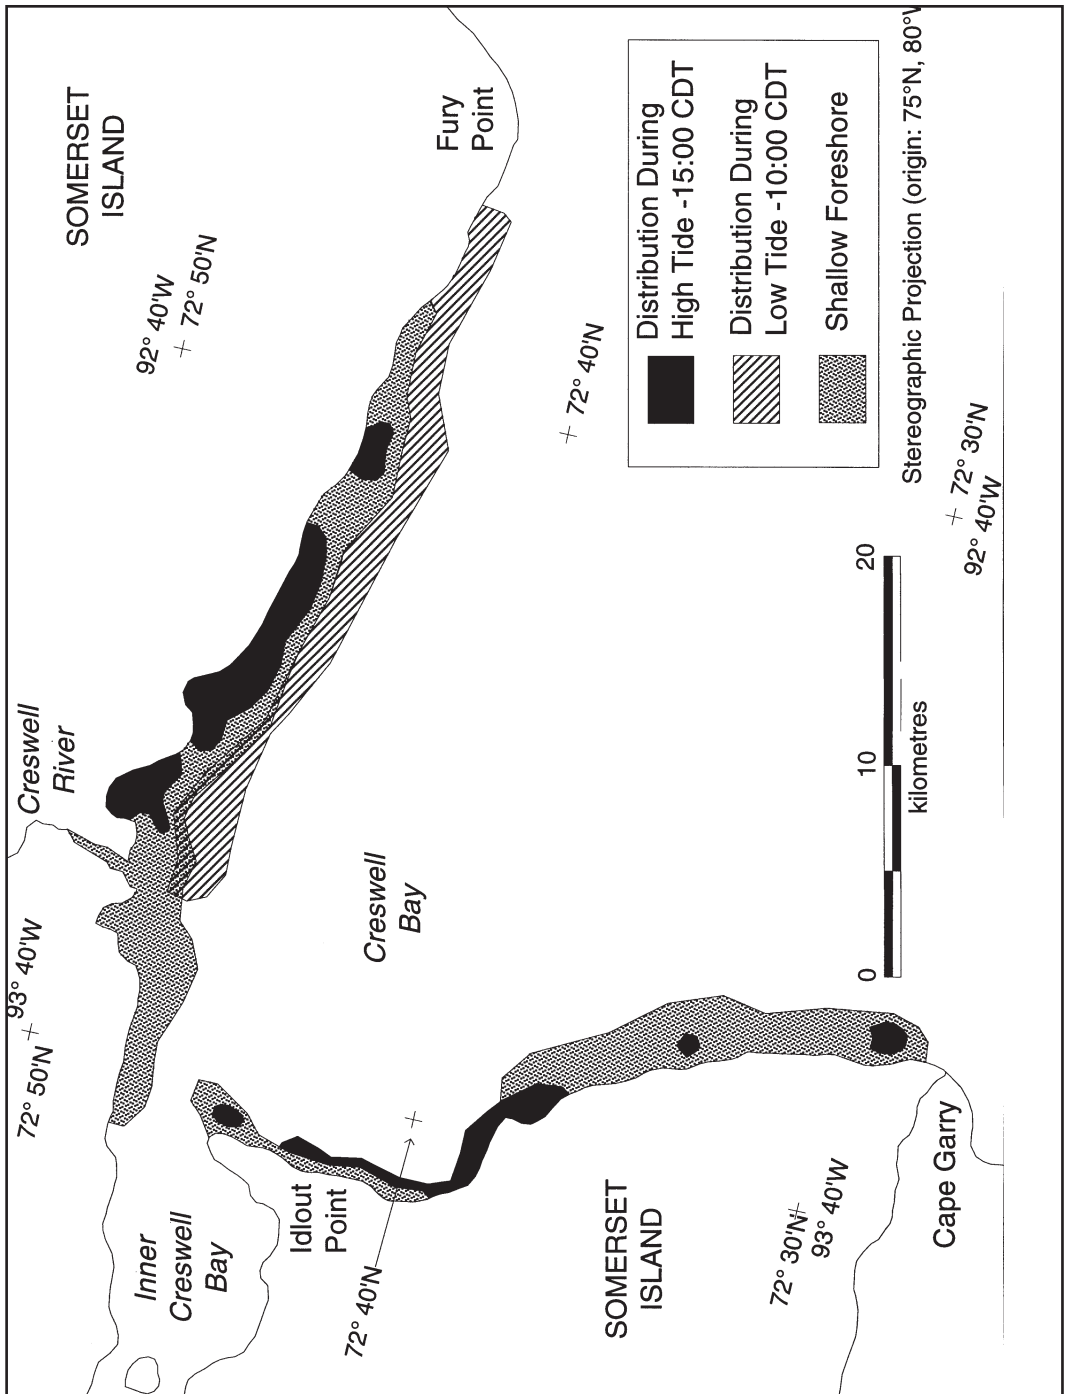 SOMERSET
ISLAND
Fury
Point
92° 40'W
72° 50'N
72° 40'N
Distribution During
High Tide -15:00 CDT
Distribution During
Low Tide -10:00 CDT
Shallow Foreshore
Stereographic Projection (origin: 75°N, 80°W
72° 30'N
92° 40'W
0 10 20
kilometres
Creswell
River
Creswell
Bay
93° 40'W
72° 50'N
Inner
Creswell
Bay
Idlout
Point
72° 40'N
SOMERSET
ISLAND
72° 30'N
93° 40'W
Cape Garry